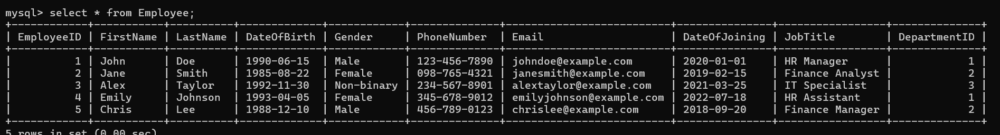 mysql> select * from Employee;
+------------+-----------+----------+-------------+------------+--------------+--------------------------+---------------+-----------------+--------------+
| EmployeeID | FirstName | LastName | DateOfBirth | Gender     | PhoneNumber  | Email                    | DateOfJoining | JobTitle        | DepartmentID |
+------------+-----------+----------+-------------+------------+--------------+--------------------------+---------------+-----------------+--------------+
|          1 | John      | Doe      | 1990-06-15  | Male       | 123-456-7890 | johndoe@example.com      | 2020-01-01    | HR Manager      |            1 |
|          2 | Jane      | Smith    | 1985-08-22  | Female     | 098-765-4321 | janesmith@example.com    | 2019-02-15    | Finance Analyst |            2 |
|          3 | Alex      | Taylor   | 1992-11-30  | Non-binary | 234-567-8901 | alextaylor@example.com   | 2021-03-25    | IT Specialist   |            3 |
|          4 | Emily     | Johnson  | 1993-04-05  | Female     | 345-678-9012 | emilyjohnson@example.com | 2022-07-18    | HR Assistant    |            1 |
|          5 | Chris     | Lee      | 1988-12-10  | Male       | 456-789-0123 | chrislee@example.com     | 2018-09-20    | Finance Manager |            2 |
+------------+-----------+----------+-------------+------------+--------------+--------------------------+---------------+-----------------+--------------+
5 rows in set (0.00 sec)